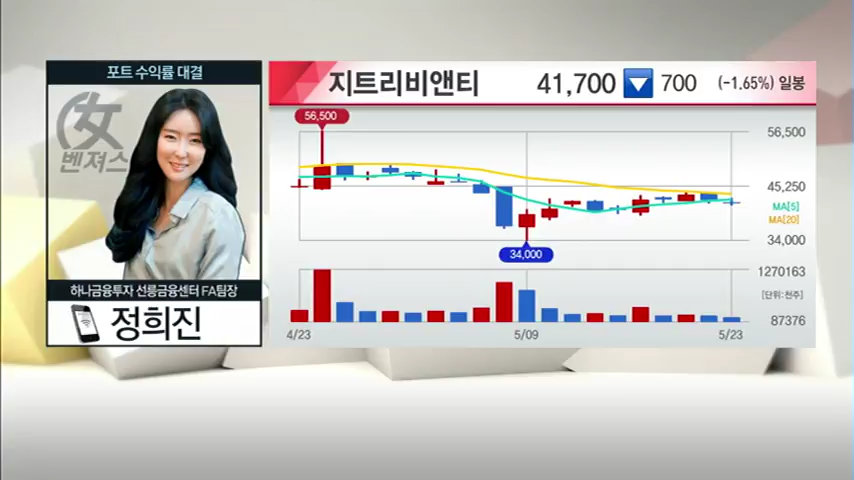 포트 수익률 대결
女
벤져스
하나금융투자 선릉금융센터 FA팀장
정희진
지트리비앤티 41,700 700 (-1.65%) 일봉
56,500
56,500
45,250
MA[5]
MA[20]
34,000
34,000
1270163
[단위:천주]
87376
4/23 5/09 5/23